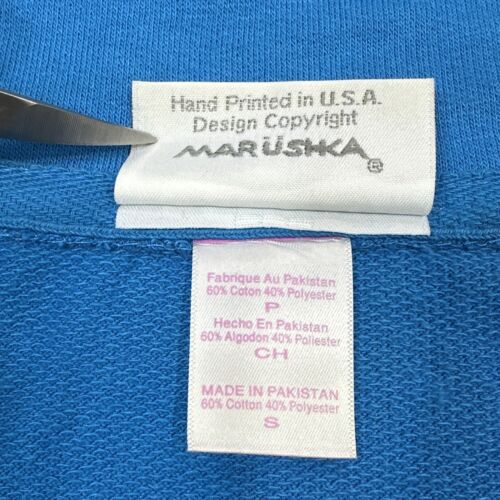 Hand Printed in U.S.A.
Design Copyright
MARÜSHKA ®
Fabrique Au Pakistan
60% Coton 40% Polyester
P
Hecho En Pakistan
60% Algodon 40% Poliester
CH
MADE IN PAKISTAN
60% Cotton 40% Polyester
S